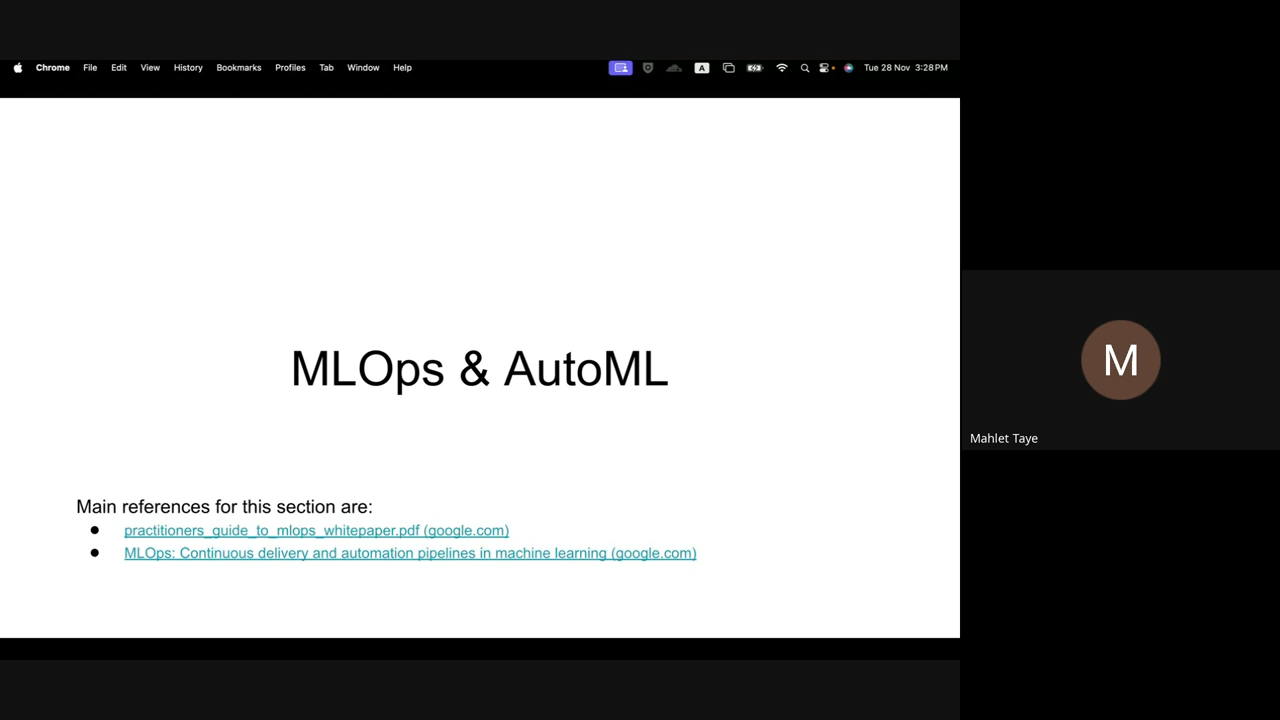 Chrome File Edit View History Bookmarks Profiles Tab Window Help A Tue 28 Nov 3:28 PM
MLOps & AutoML
Main references for this section are:
● practitioners_guide_to_mlops_whitepaper.pdf (google.com)
● MLOps: Continuous delivery and automation pipelines in machine learning (google.com)
M
Mahlet Taye